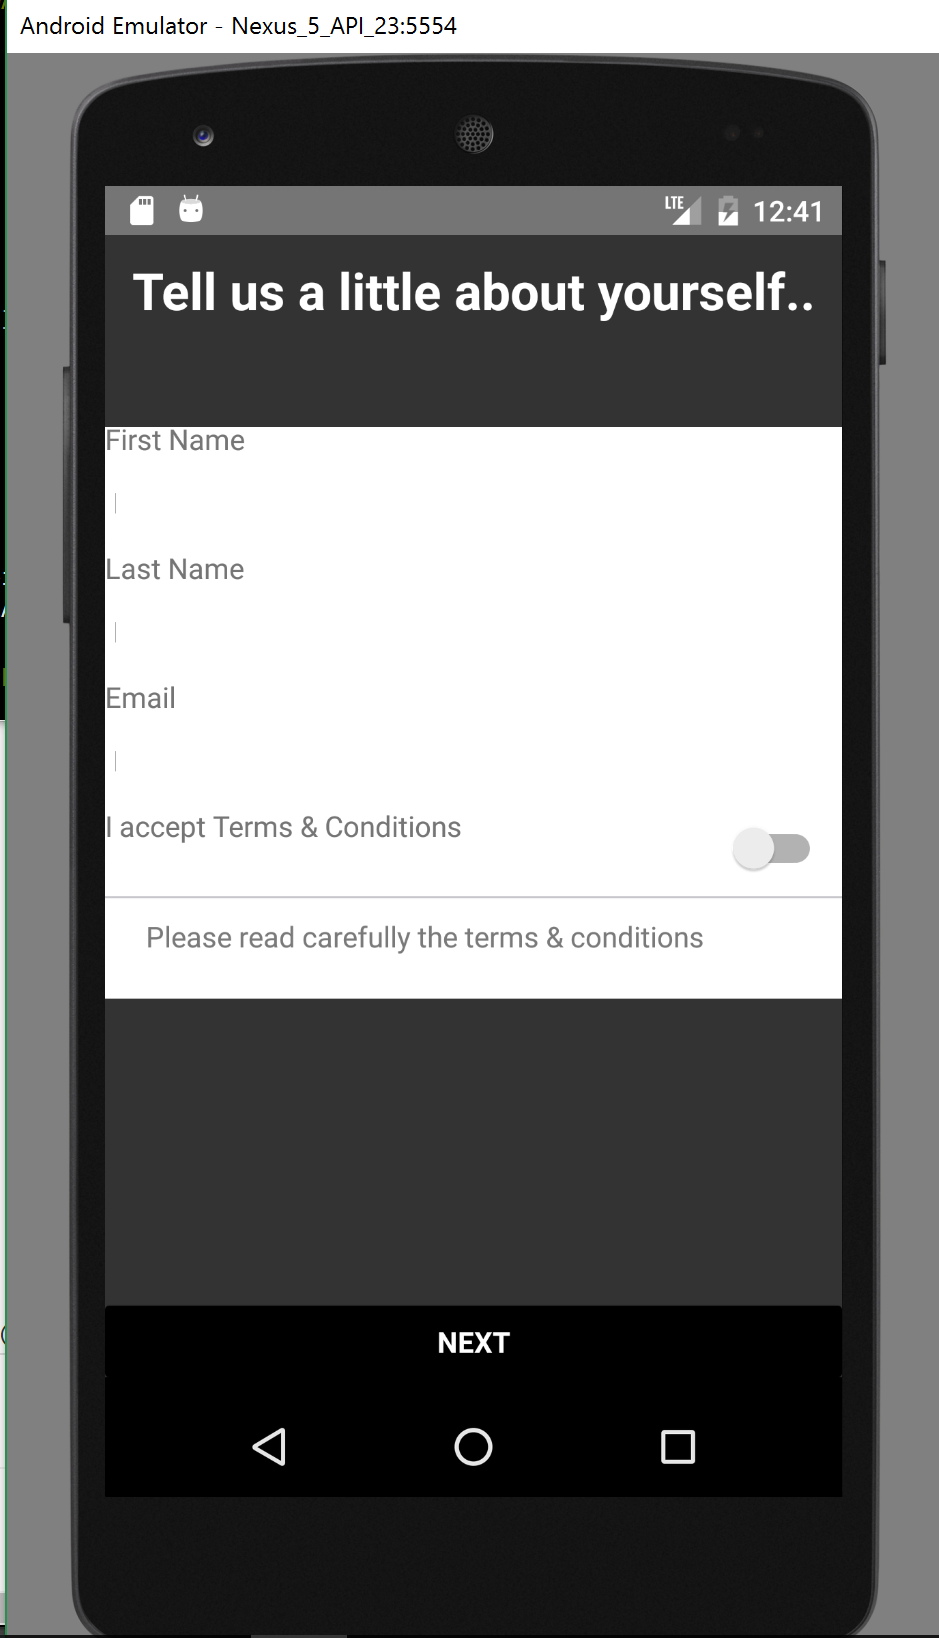 Android Emulator - Nexus_5_API_23:5554
LTE 12:41
Tell us a little about yourself..
First Name
Last Name
Email
I accept Terms & Conditions
Please read carefully the terms & conditions
NEXT